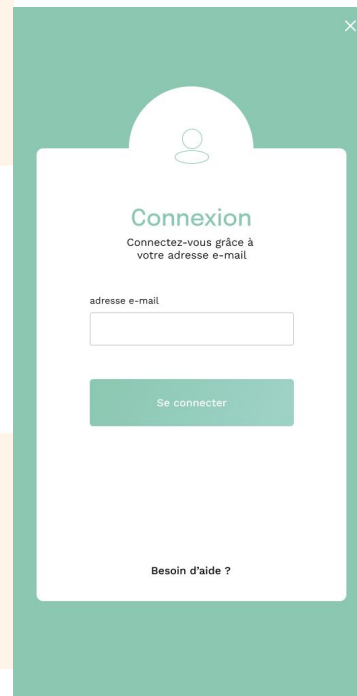 Connexion
Connectez-vous grâce à
votre adresse e-mail
adresse e-mail
Se connecter
Besoin d'aide ?